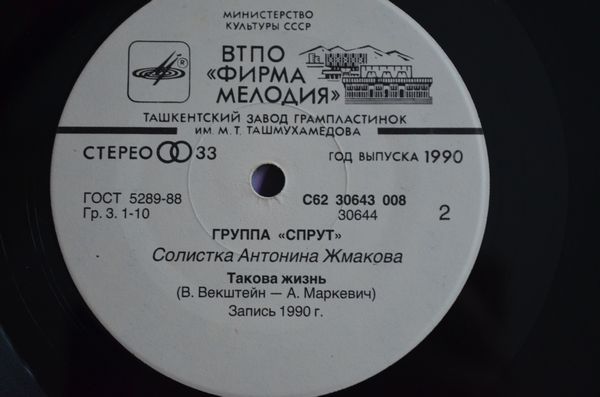 МИНИСТЕРСТВО
КУЛЬТУРЫ СССР
ВТПО
«ФИРМА
МЕЛОДИЯ»
ТАШКЕНТСКИЙ ЗАВОД ГРАМПЛАСТИНОК
ИМ. М. Т. ТАШМУХАМЕДОВА
СТЕРЕО 33
ГОД ВЫПУСКА 1990
ГОСТ 5289-88
Гр. 3. 1-10
С62 30643 008
30644
2
ГРУППА «СПРУТ»
Солистка Антонина Жмакова
Такова жизнь
(В. Векштейн — А. Маркевич)
Запись 1990 г.